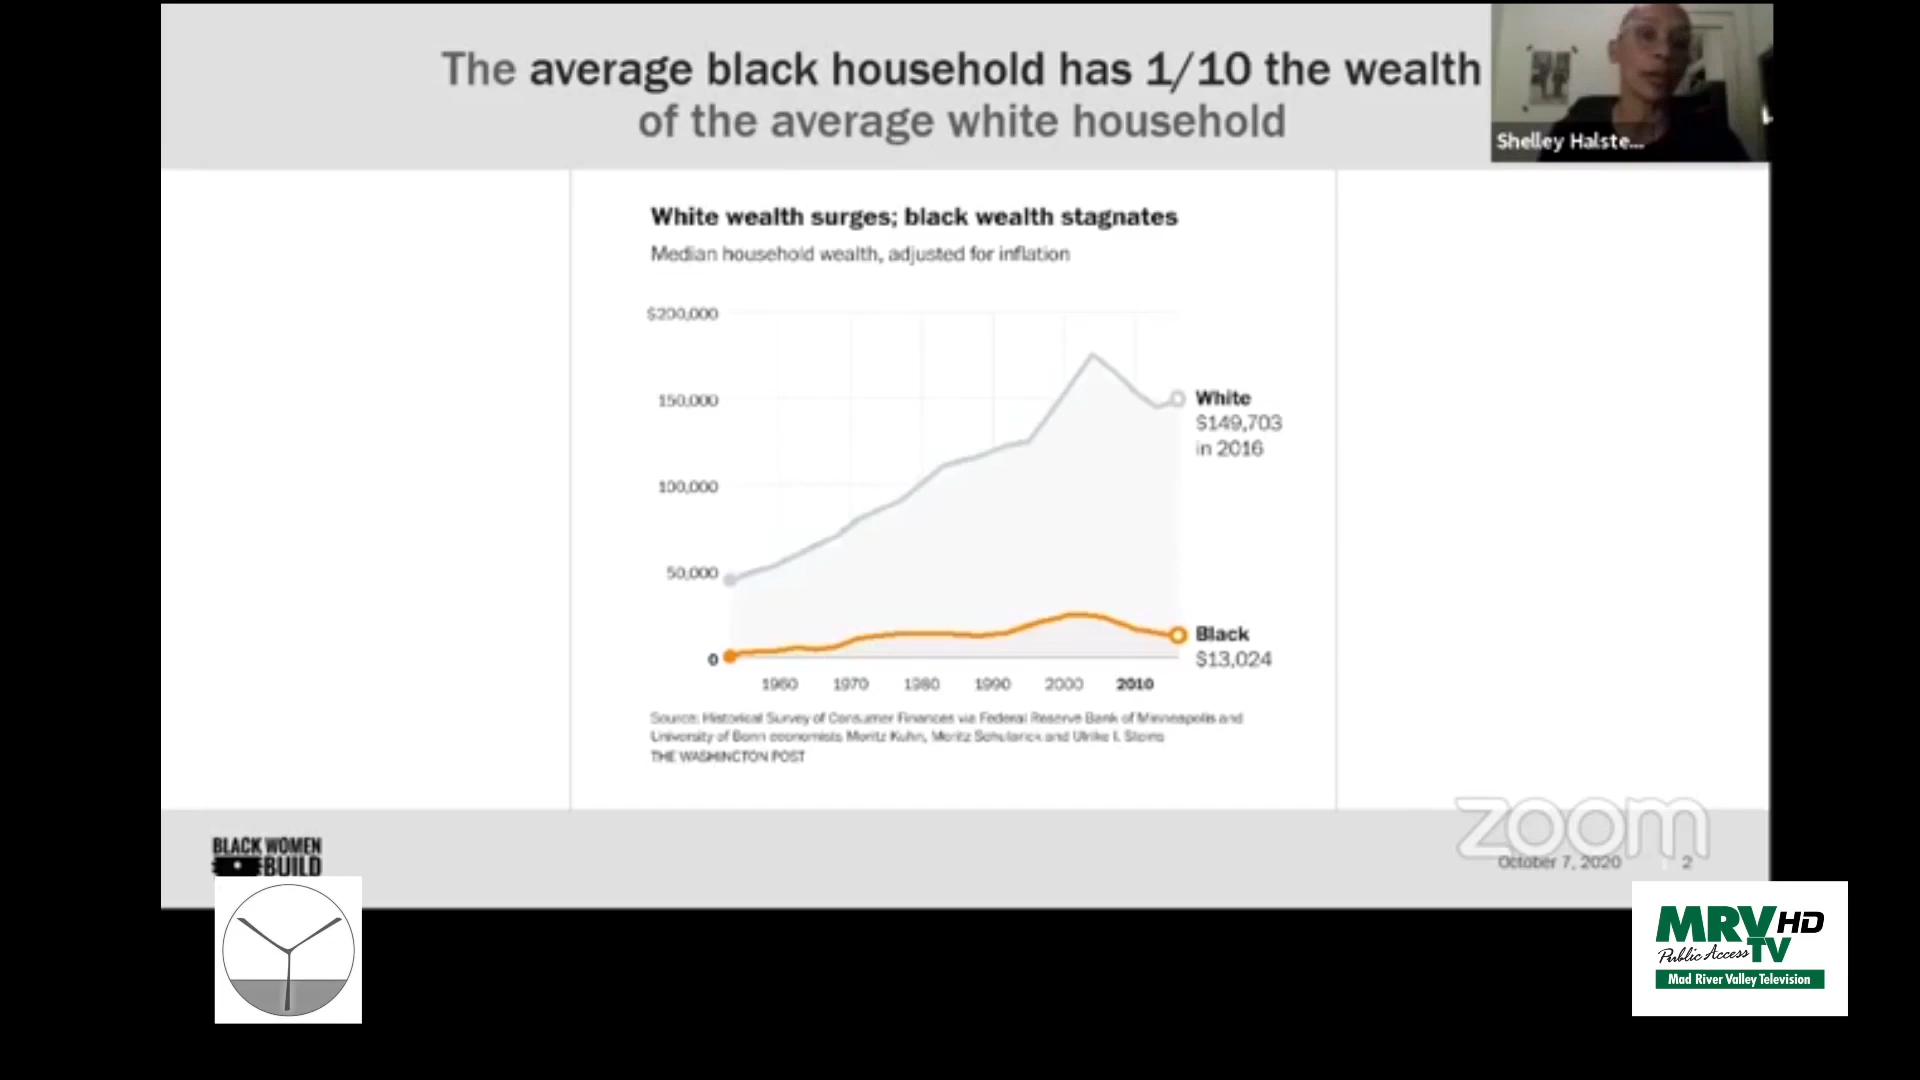 The average black household has 1/10 the wealth
of the average white household
Shelley Halste...
White wealth surges; black wealth stagnates
Median household wealth, adjusted for inflation
$200,000
150,000
100,000
50,000
0
White
$149,703
in 2016
Black
$13,024
1960 1970 1980 1990 2000 2010
Source: Historical Survey of Consumer Finances via Federal Reserve Bank of Minneapolis and
University of Bonn economists Moritz Kuhn, Moritz Schularick and Ulrike I. Steins
THE WASHINGTON POST
BLACK WOMEN
BUILD
zoom
October 7, 2020 2
MRV HD
Public Access TV
Mad River Valley Television